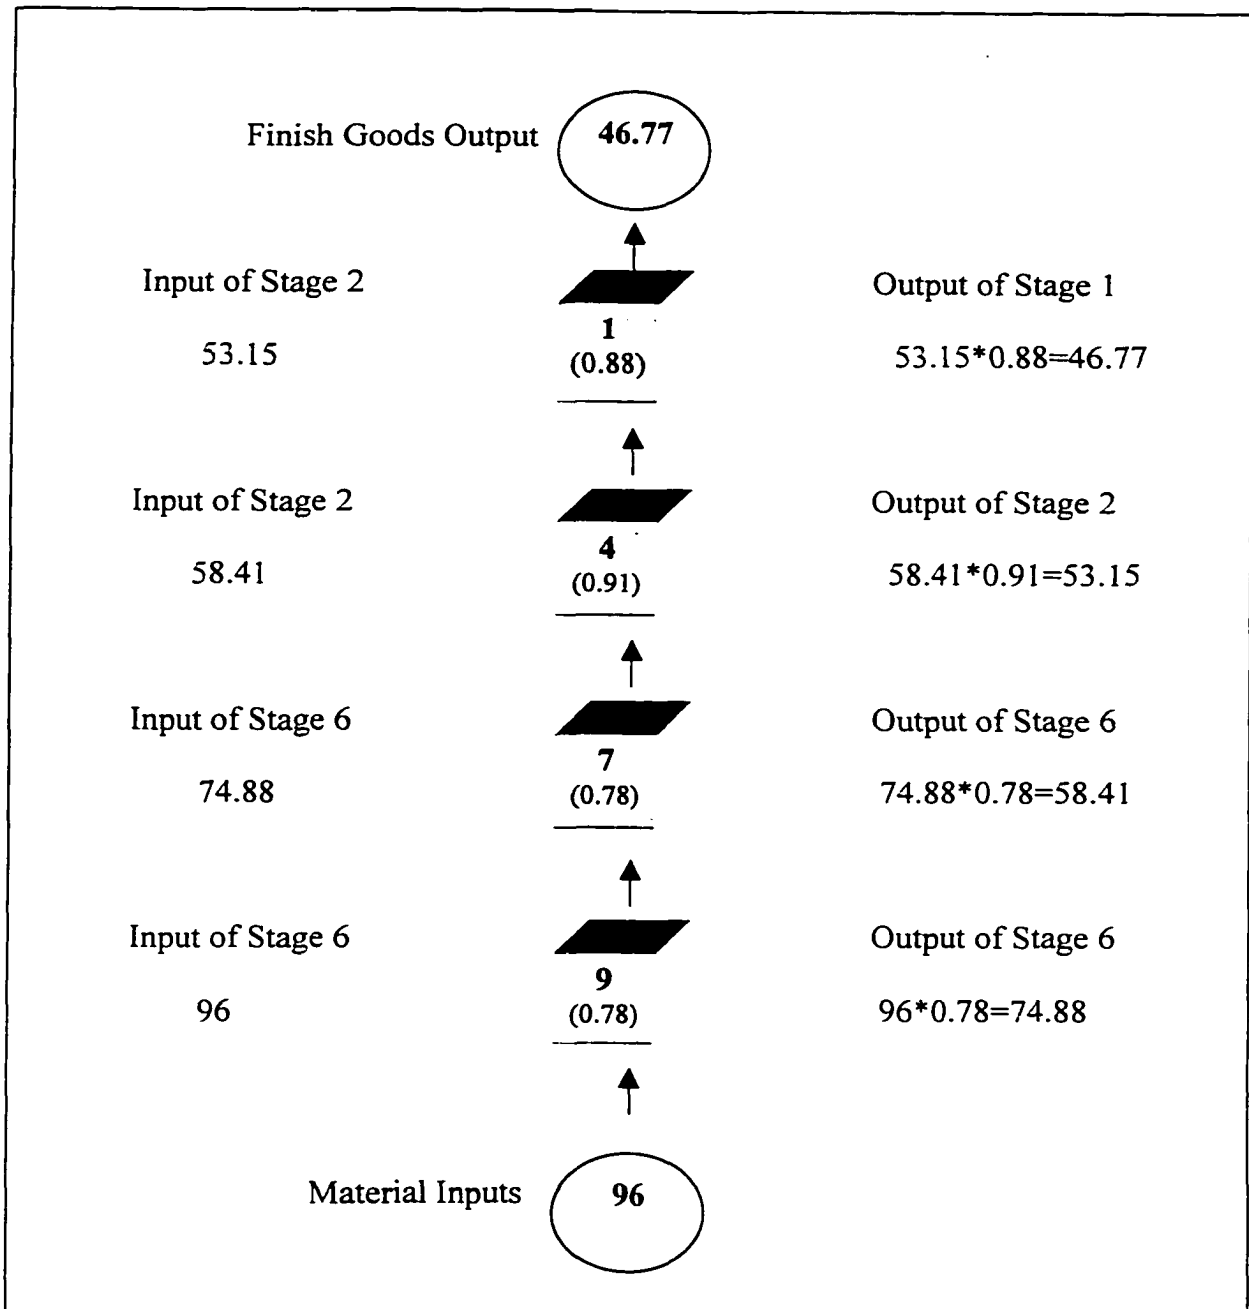 Finish Goods Output 46.77
Input of Stage 2
Output of Stage 1
1
53.15
(0.88)
53.15*0.88=46.77
Input of Stage 2
Output of Stage 2
4
58.41
(0.91)
58.41*0.91=53.15
Input of Stage 6
Output of Stage 6
7
74.88
(0.78)
74.88*0.78=58.41
Input of Stage 6
Output of Stage 6
9
96
(0.78)
96*0.78=74.88
Material Inputs 96